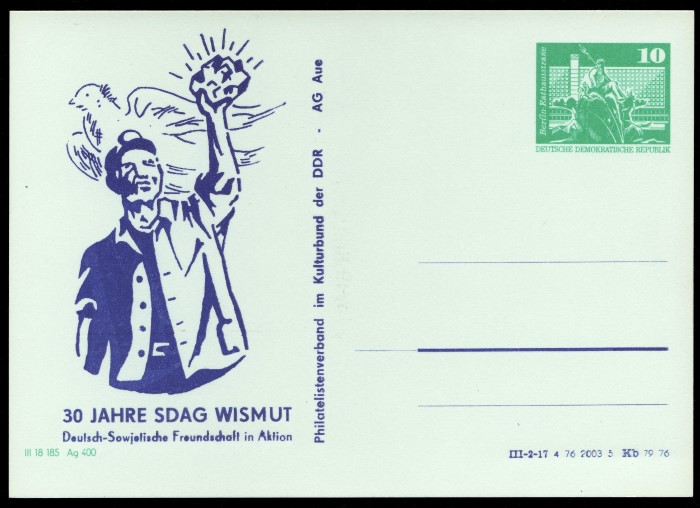 30 JAHRE SDAG WISMUT
Deutsch-Sowjetische Freundschaft in Aktion
III 18 185 Ag 400
Philatelistenverband im Kulturbund der DDR - AG Aue
10
Berlin-Rathausstrasse
DEUTSCHE DEMOKRATISCHE REPUBLIK
III-2-17 4 76 2003 5 Kb 79 76